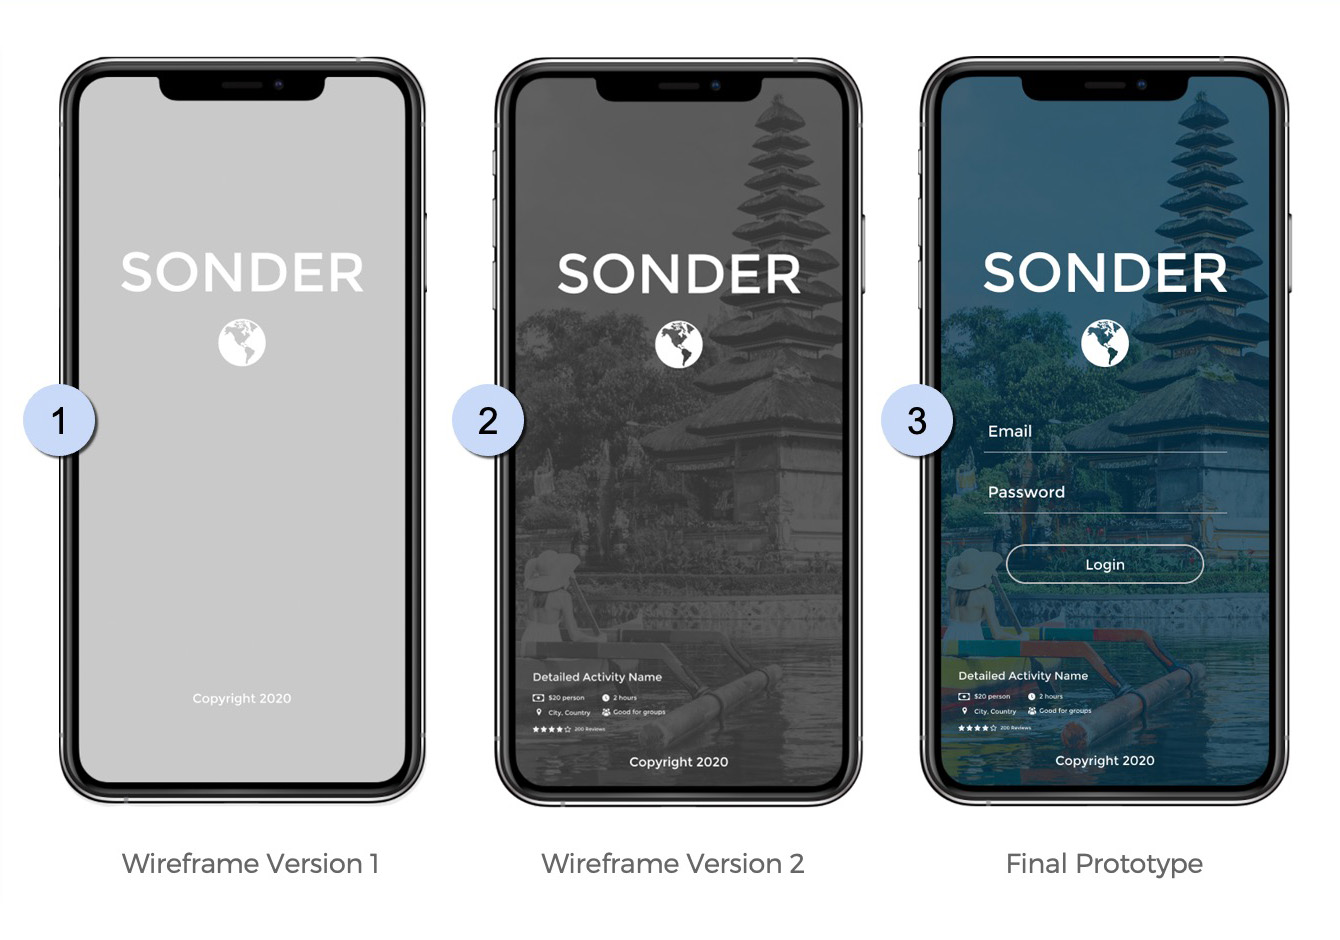 SONDER
Copyright 2020
1
Wireframe Version 1
SONDER
2
Detailed Activity Name
$20 person 2 hours
City, Country Good for groups
200 Reviews
Copyright 2020
Wireframe Version 2
SONDER
3
Email
Password
Login
Detailed Activity Name
$20 person 2 hours
City, Country Good for groups
200 Reviews
Copyright 2020
Final Prototype